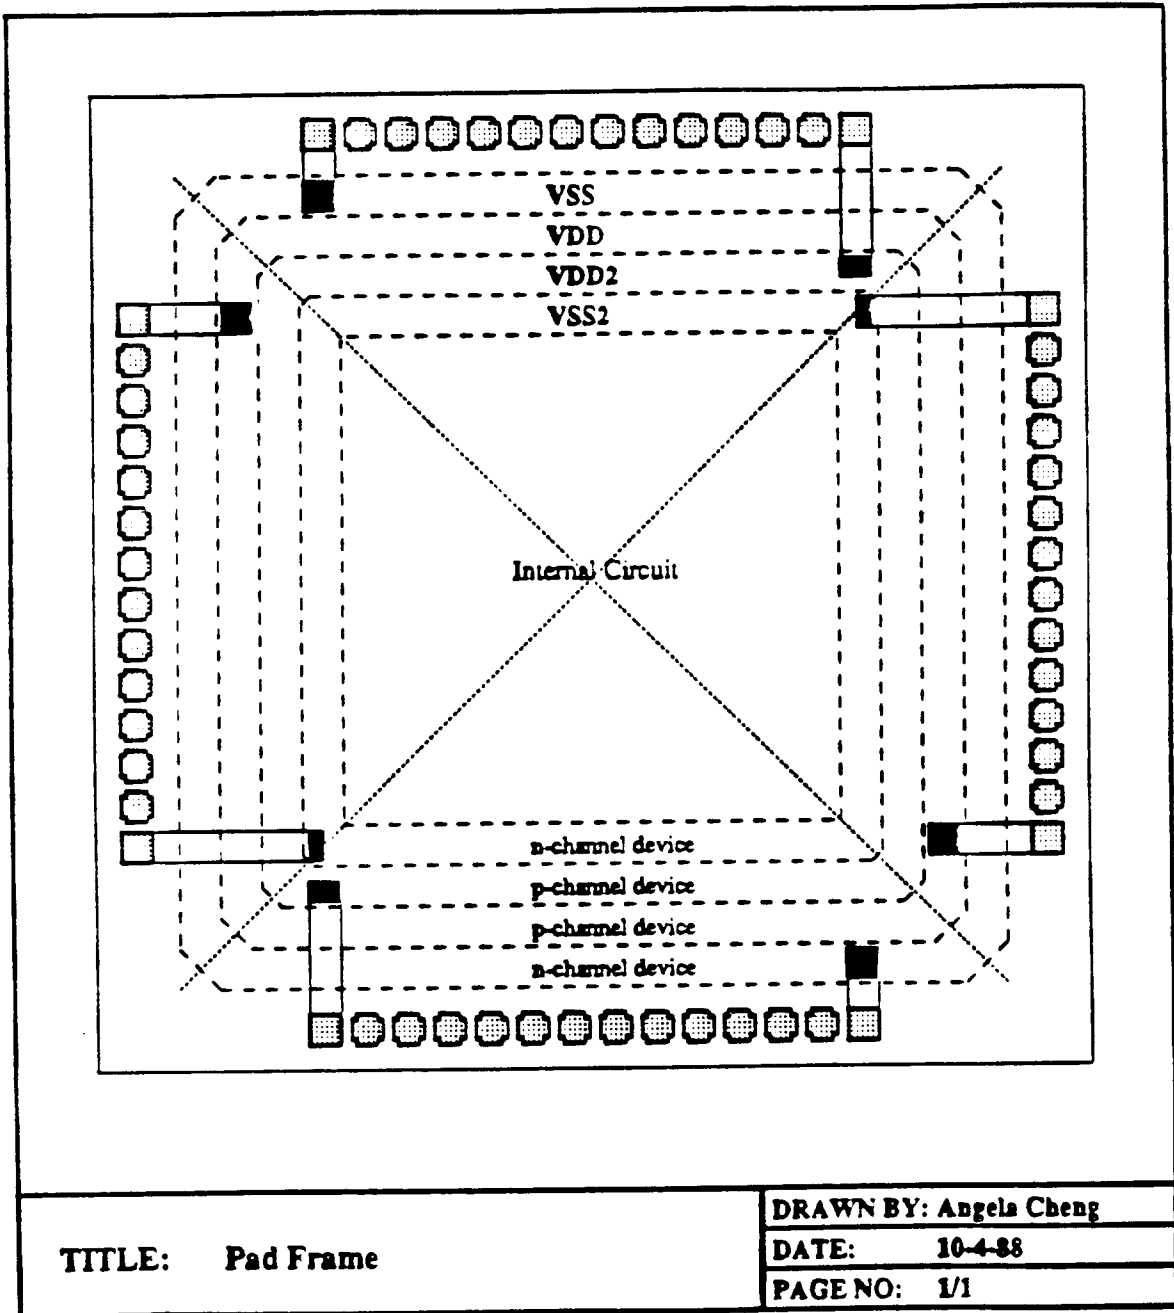 VSS
VDD
VDD2
VSS2
Internal Circuit
n-channel device
p-channel device
p-channel device
n-channel device
TITLE: Pad Frame
DRAWN BY: Angela Cheng
DATE: 10-4-88
PAGE NO: 1/1